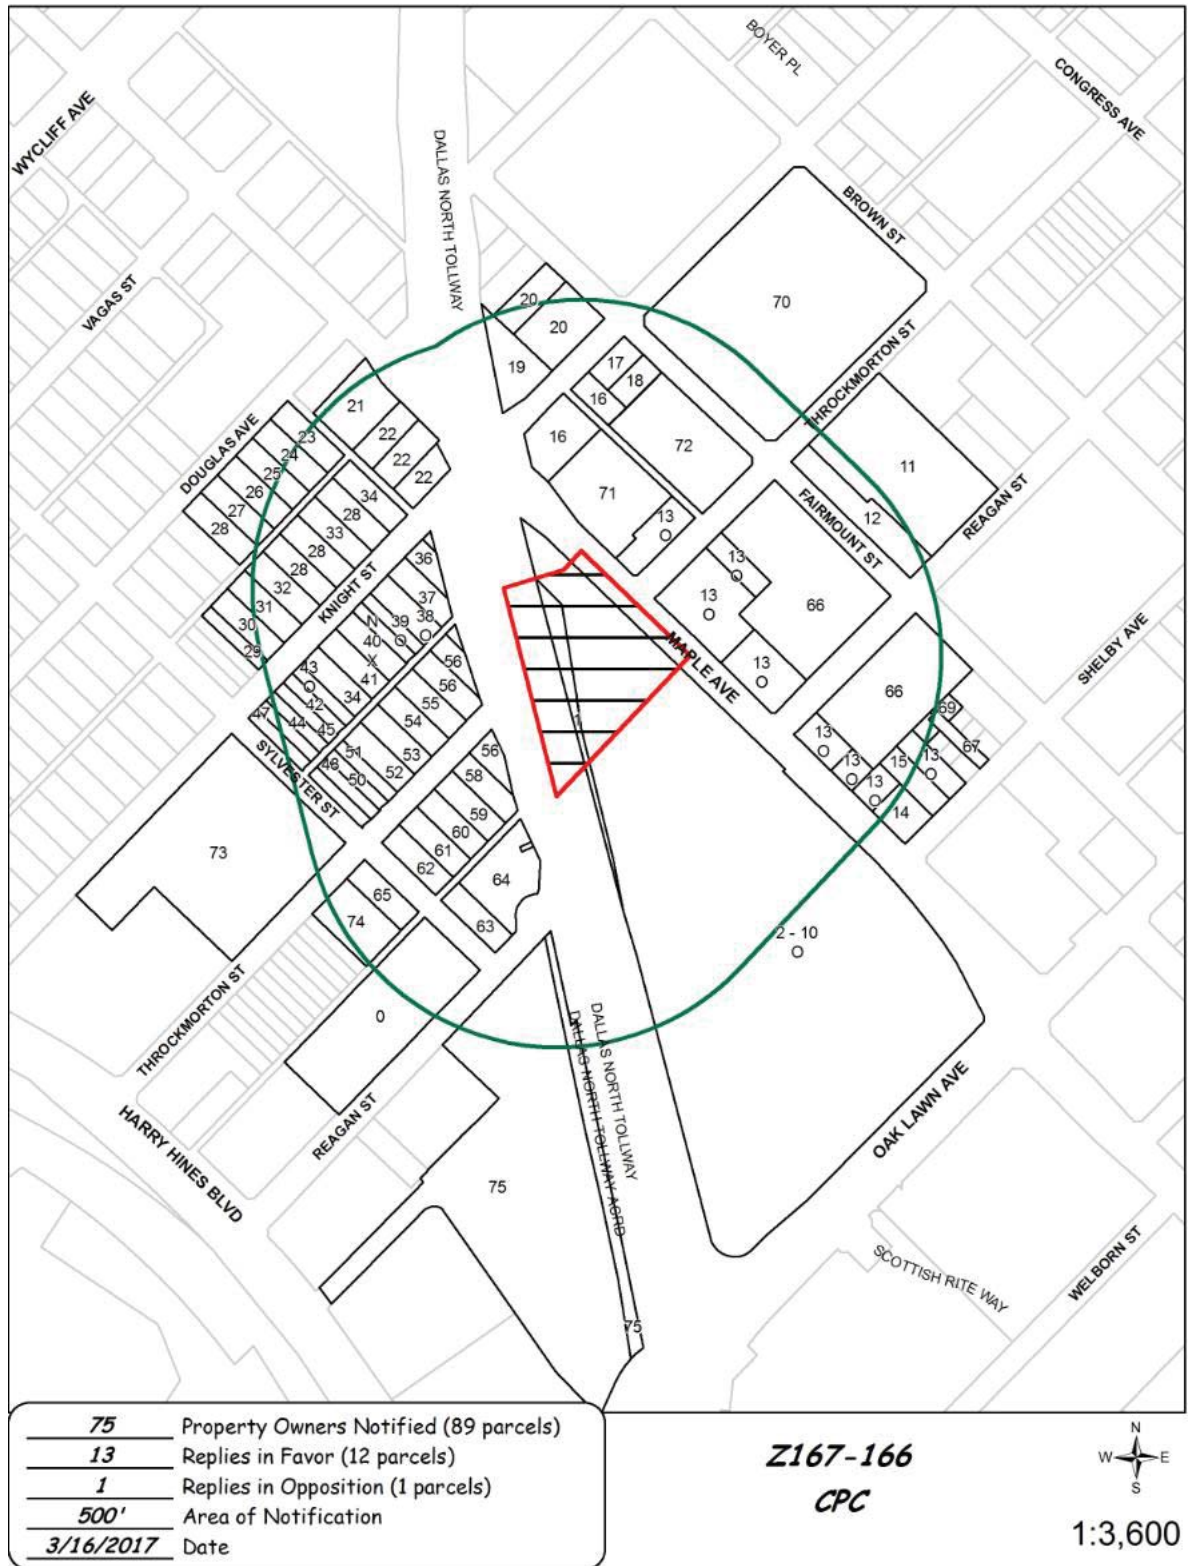 BOYER PL
CONGRESS AVE
WYCLIFF AVE
DALLAS NORTH TOLLWAY
BROWN ST
VAGAS ST
70
20
20
THROCKMORTON ST
19
17
18
16
21
DOUGLAS AVE
23
24
22
22
22
25
26
27
28
16
72
11
REAGAN ST
34
28
33
28
28
32
31
30
29
71
13
O
12
FAIRMOUNT ST
KNIGHT ST
36
37
38
O
39
O
N
40
X
41
34
43
O
42
44
45
47
13
O
13
O
66
13
O
MAPLE AVE
SHELBY AVE
56
56
55
54
53
52
51
50
48
SYLVESTER ST
66
69
67
13
O
13
O
13
O
15
13
O
14
56
58
59
60
61
62
73
64
63
65
74
2 - 10
O
THROCKMORTON ST
0
DALLAS NORTH TOLLWAY
DALLAS NORTH TOLLWAY ACRD
HARRY HINES BLVD
REAGAN ST
OAK LAWN AVE
75
SCOTTISH RITE WAY
WELBORN ST
75
75 Property Owners Notified (89 parcels)
13 Replies in Favor (12 parcels)
1 Replies in Opposition (1 parcels)
500' Area of Notification
3/16/2017 Date
Z167-166
CPC
N
W E
S
1:3,600